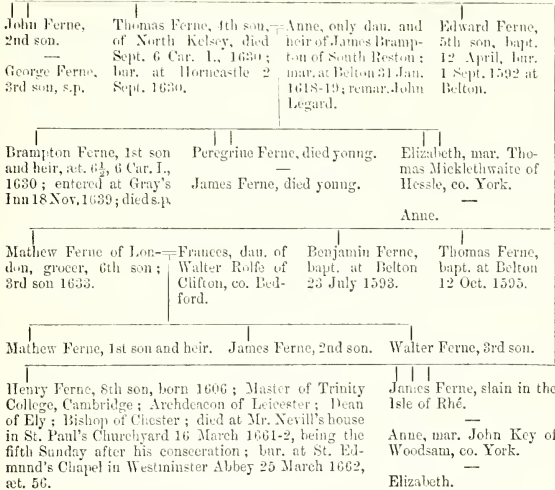 John Ferne,
2nd son.
—
George Ferne,
3rd son, s.p.
Thomas Ferne, 4th son,
of North Kelsey, died
Sept. 6 Car. I., 1630;
bur. at Horncastle 2
Sept. 1630.
Anne, only dau. and
heir of James Bramp-
ton of South Reston;
mar. at Belton 31 Jan.
1618-19; remar. John
Legard.
Edward Ferne,
5th son, bapt.
12 April, bur.
1 Sept. 1592 at
Belton.
Brampton Ferne, 1st son
and heir, æt. 6½, 6 Car. I.,
1630; entered at Gray's
Inn 18 Nov. 1639; died s.p.
Peregrine Ferne, died young.
—
James Ferne, died young.
Elizabeth, mar. Tho-
mas Micklethwaite of
Hessle, co. York.
—
Anne.
Mathew Ferne of Lon-
don, grocer, 6th son;
3rd son 1633.
Frances, dau. of
Walter Rolfe of
Clifton, co. Bed-
ford.
Benjamin Ferne,
bapt. at Belton
23 July 1593.
Thomas Ferne,
bapt. at Belton
12 Oct. 1595.
Mathew Ferne, 1st son and heir.
James Ferne, 2nd son.
Walter Ferne, 3rd son.
Henry Ferne, 8th son, born 1606; Master of Trinity
College, Cambridge; Archdeacon of Leicester; Dean
of Ely; Bishop of Chester; died at Mr. Nevill's house
in St. Paul's Churchyard 16 March 1661-2, being the
fifth Sunday after his consecration; bur. at St. Ed-
mund's Chapel in Westminster Abbey 25 March 1662,
æt. 56.
James Ferne, slain in the
Isle of Rhé.
—
Anne, mar. John Key of
Woodsam, co. York.
—
Elizabeth.